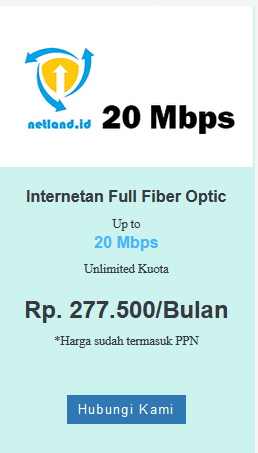 netland.id 20 Mbps
Internetan Full Fiber Optic
Up to
20 Mbps
Unlimited Kuota
Rp. 277.500/Bulan
*Harga sudah termasuk PPN
Hubungi Kami